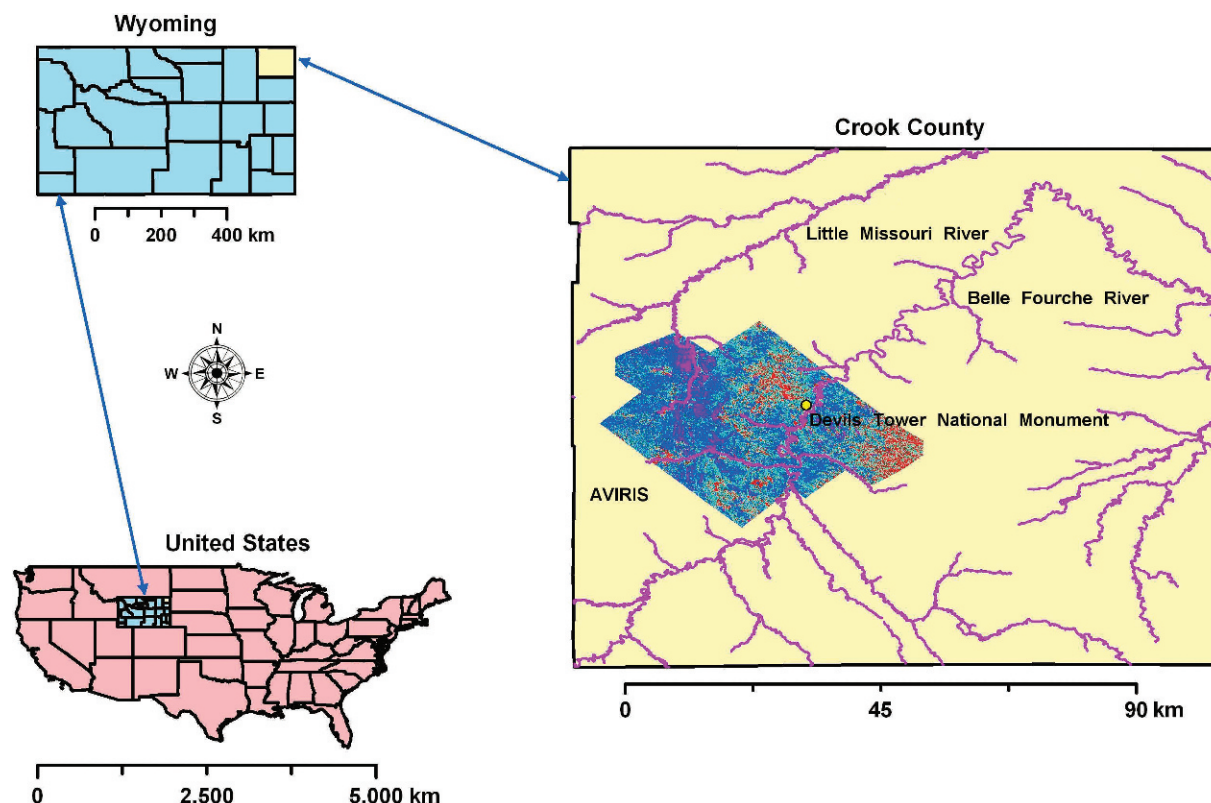 Wyoming
0 200 400 km
N
W E
S
United States
0 2.500 5.000 km
Crook County
Little Missouri River
Belle Fourche River
Devils Tower National Monument
AVIRIS
0 45 90 km